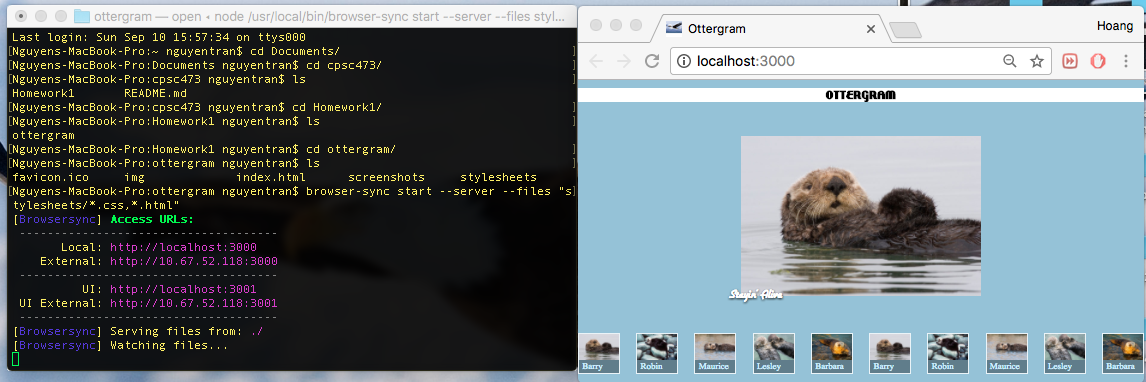 ottergram — open • node /usr/local/bin/browser-sync start --server --files styl...
Last login: Sun Sep 10 15:57:34 on ttys000
[Nguyens-MacBook-Pro:~ nguyentran$ cd Documents/ ]
[Nguyens-MacBook-Pro:Documents nguyentran$ cd cpsc473/ ]
[Nguyens-MacBook-Pro:cpsc473 nguyentran$ ls ]
Homework1 README.md
[Nguyens-MacBook-Pro:cpsc473 nguyentran$ cd Homework1/ ]
[Nguyens-MacBook-Pro:Homework1 nguyentran$ ls ]
ottergram
[Nguyens-MacBook-Pro:Homework1 nguyentran$ cd ottergram/ ]
[Nguyens-MacBook-Pro:ottergram nguyentran$ ls ]
favicon.ico img index.html screenshots stylesheets
[Nguyens-MacBook-Pro:ottergram nguyentran$ browser-sync start --server --files "s]
tylesheets/*.css,*.html"
[Browsersync] Access URLs:
-------------------------------------
Local: http://localhost:3000
External: http://10.67.52.118:3000
-------------------------------------
UI: http://localhost:3001
UI External: http://10.67.52.118:3001
-------------------------------------
[Browsersync] Serving files from: ./
[Browsersync] Watching files...
Ottergram
Hoang
localhost:3000
OTTERGRAM
Stayin' Alive
Barry Robin Maurice Lesley Barbara Barry Robin Maurice Lesley Barbara